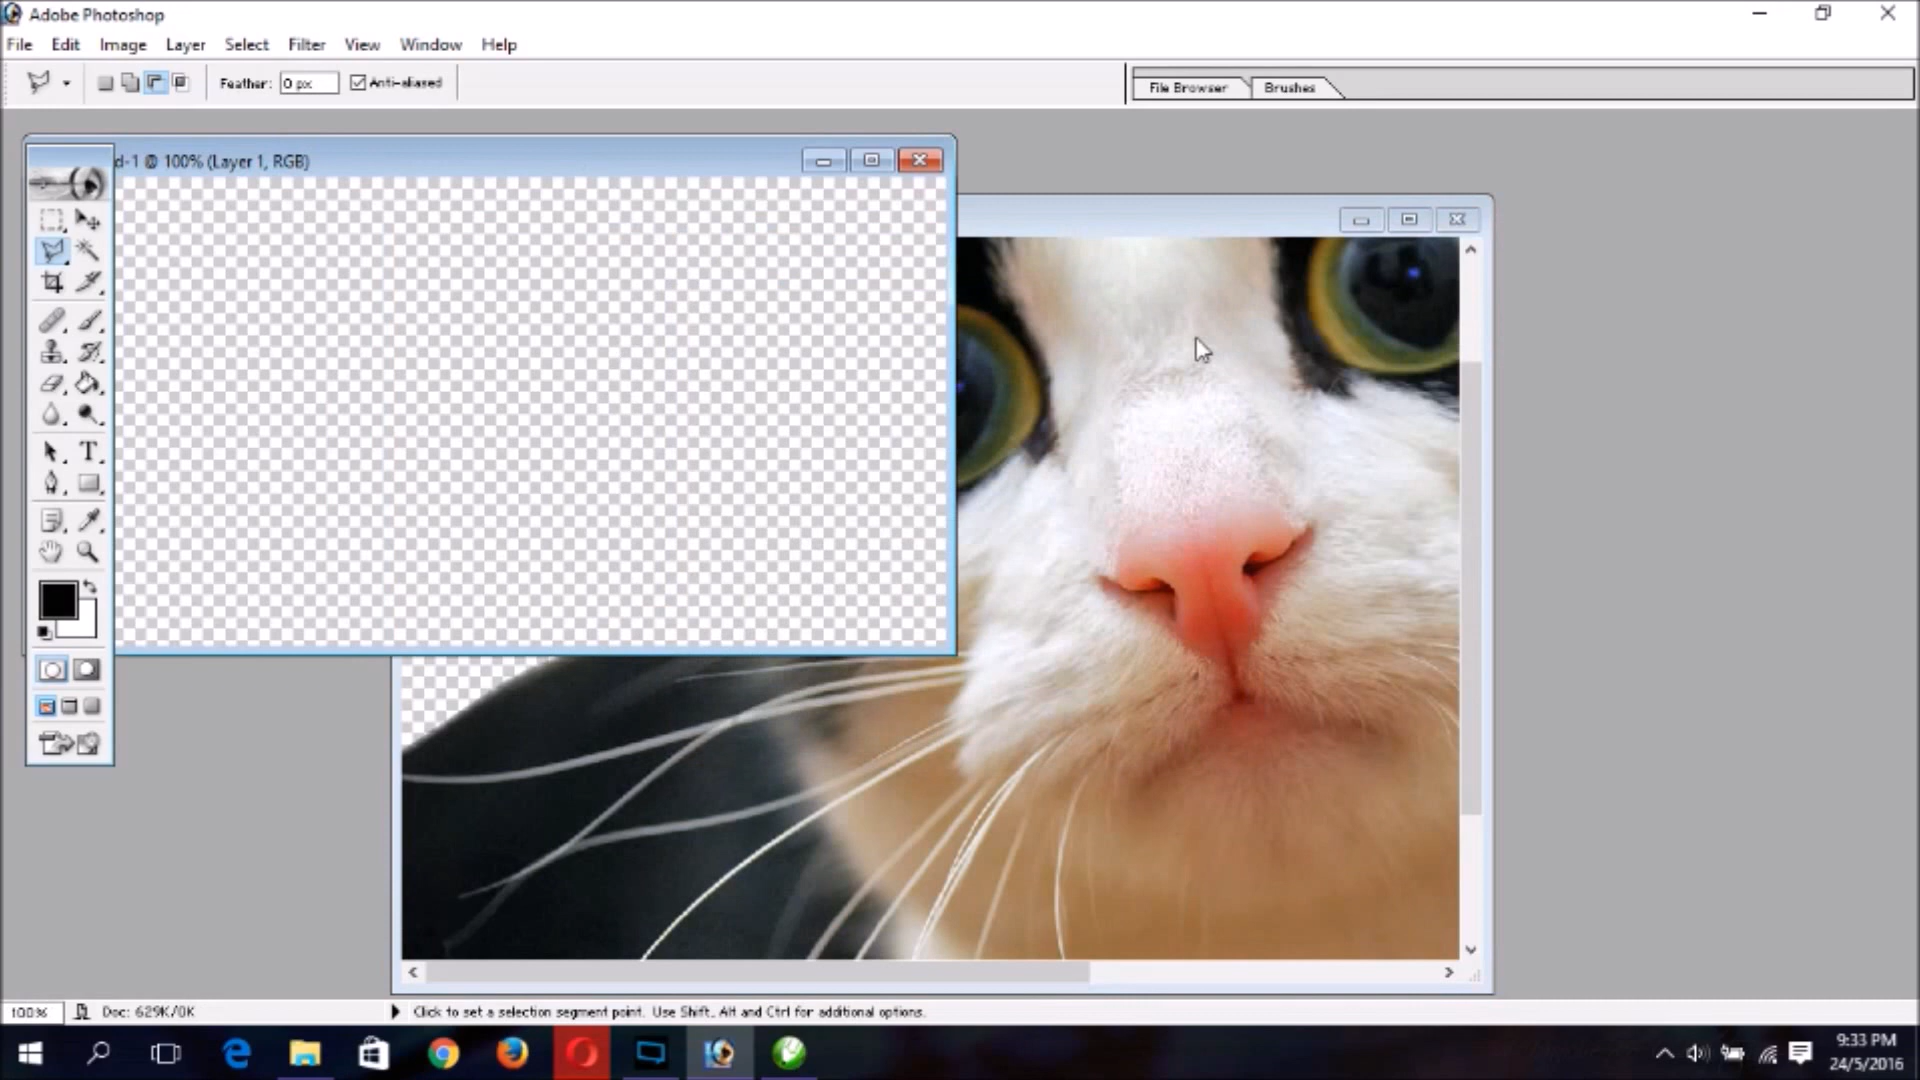 Adobe Photoshop
File Edit Image Layer Select Filter View Window Help
Feather: 0 px Anti-aliased File Browser Brushes
d-1 @ 100% (Layer 1, RGB)
T
100% Doc: 629K/0K Click to set a selection segment point. Use Shift, Alt and Ctrl for additional options.
9:33 PM
24/5/2016